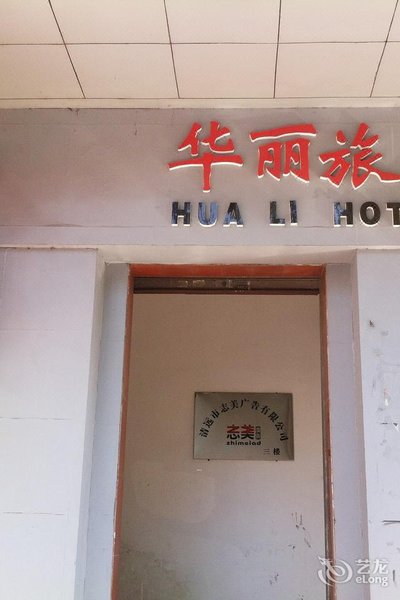 华丽旅
HUA LI HOT
清远市志美广告有限公司
志美
zhimeiad
三楼
艺龙
eLong